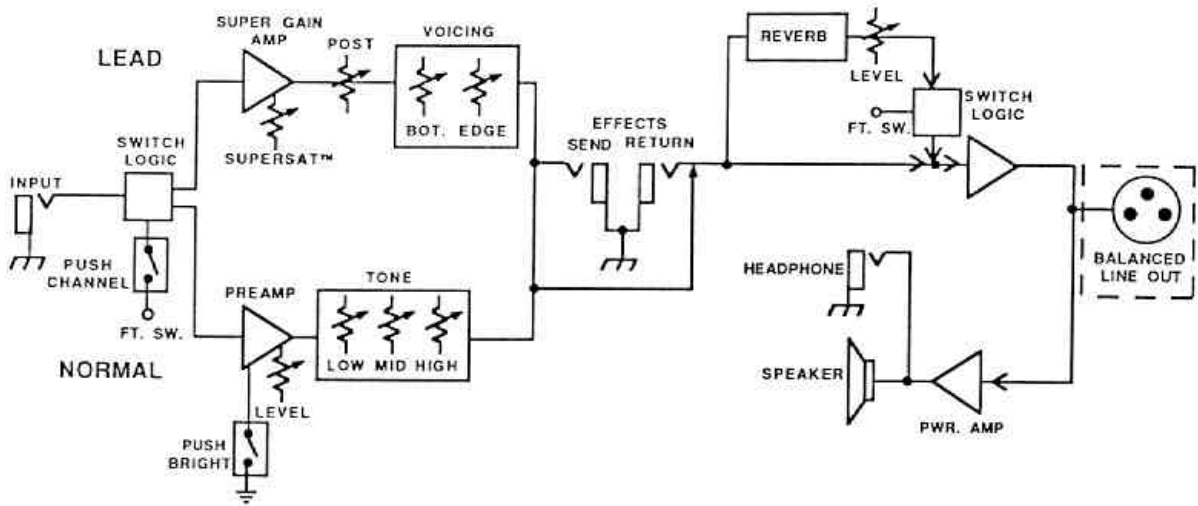 SUPER GAIN
AMP
LEAD
POST
VOICING
BOT. EDGE
SUPERSAT™
SWITCH
LOGIC
INPUT
PUSH
CHANNEL
FT. SW.
NORMAL
PREAMP
LEVEL
PUSH
BRIGHT
TONE
LOW MID HIGH
EFFECTS
SEND RETURN
REVERB
LEVEL
SWITCH
LOGIC
FT. SW.
BALANCED
LINE OUT
HEADPHONE
SPEAKER
PWR. AMP